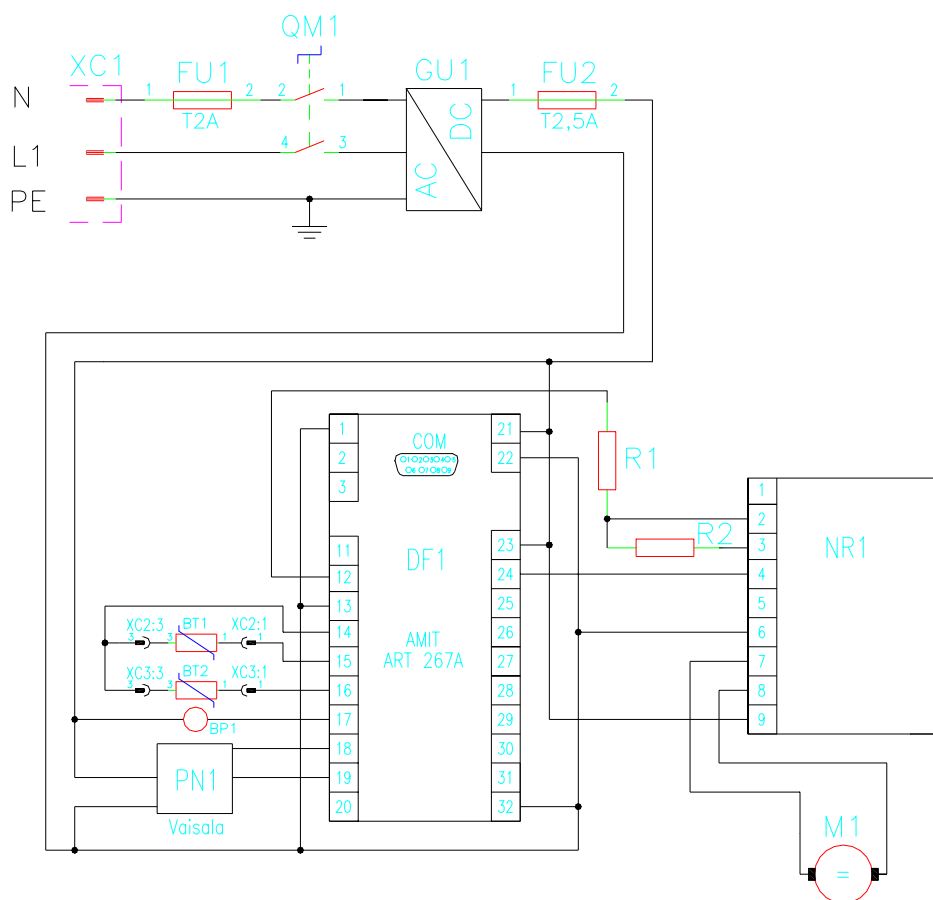 QM1
XC1 FU1 GU1 FU2
N 1 2 2 1 1 2
T2A DC T2,5A
L1 4 3
AC
PE
1 COM 21
2 22
3
R1
1
2
R2
11 23 3 NR1
12 DF1 24 4
13 25 5
XC2:3 BT1 XC2:1 14 AMIT 26 6
3 3 1 1 15 ART 267A 27 7
XC3:3 BT2 XC3:1
3 3 1 1 16 28 8
17 29 9
BP1
18 30
PN1 19 31
20 32
Vaisala M1
=